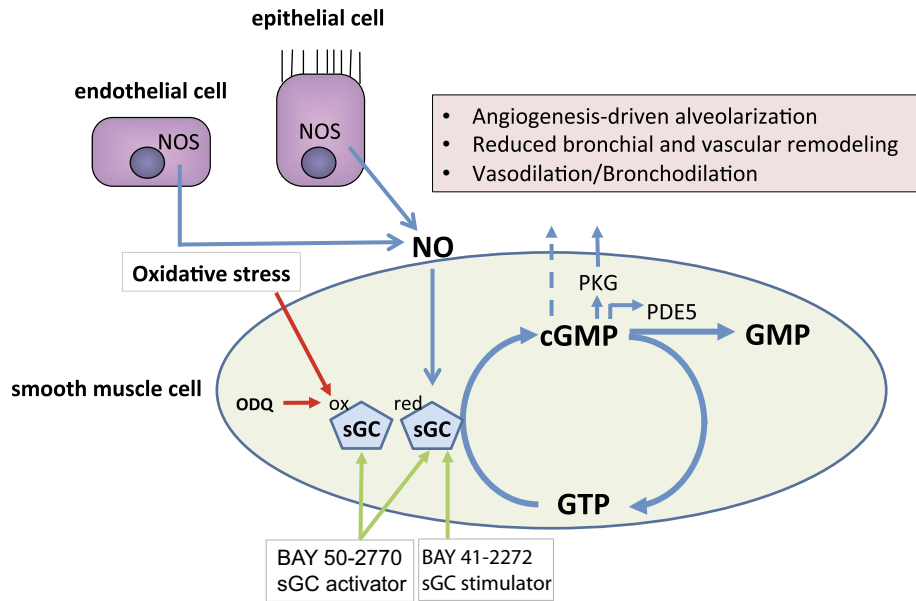 epithelial cell
endothelial cell
NOS
NOS
• Angiogenesis-driven alveolarization
• Reduced bronchial and vascular remodeling
• Vasodilation/Bronchodilation
NO
Oxidative stress
PKG
PDE5
cGMP
GMP
smooth muscle cell
ODQ
ox
red
sGC
sGC
GTP
BAY 50-2770
sGC activator
BAY 41-2272
sGC stimulator